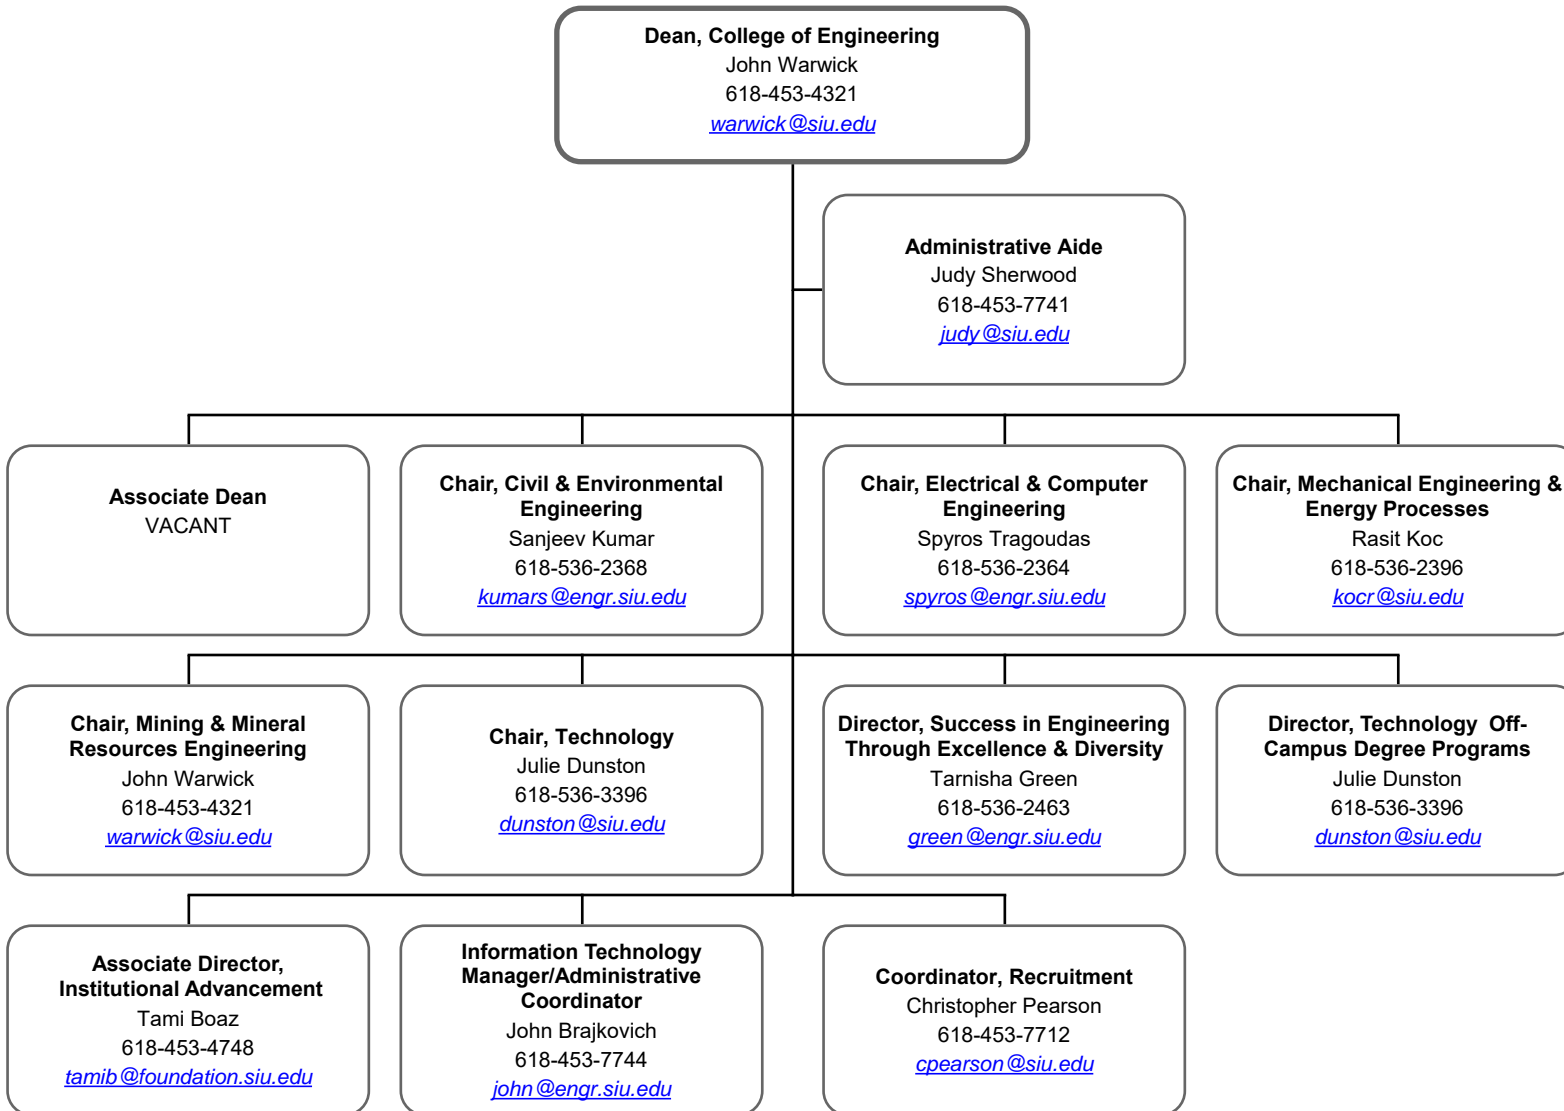 Dean, College of Engineering
John Warwick
618-453-4321
warwick@siu.edu
Administrative Aide
Judy Sherwood
618-453-7741
judy@siu.edu
Associate Dean
VACANT
Chair, Civil & Environmental
Engineering
Sanjeev Kumar
618-536-2368
kumars@engr.siu.edu
Chair, Electrical & Computer
Engineering
Spyros Tragoudas
618-536-2364
spyros@engr.siu.edu
Chair, Mechanical Engineering &
Energy Processes
Rasit Koc
618-536-2396
kocr@siu.edu
Chair, Mining & Mineral
Resources Engineering
John Warwick
618-453-4321
warwick@siu.edu
Chair, Technology
Julie Dunston
618-536-3396
dunston@siu.edu
Director, Success in Engineering
Through Excellence & Diversity
Tarnisha Green
618-536-2463
green@engr.siu.edu
Director, Technology Off-
Campus Degree Programs
Julie Dunston
618-536-3396
dunston@siu.edu
Associate Director,
Institutional Advancement
Tami Boaz
618-453-4748
tamib@foundation.siu.edu
Information Technology
Manager/Administrative
Coordinator
John Brajkovich
618-453-7744
john@engr.siu.edu
Coordinator, Recruitment
Christopher Pearson
618-453-7712
cpearson@siu.edu